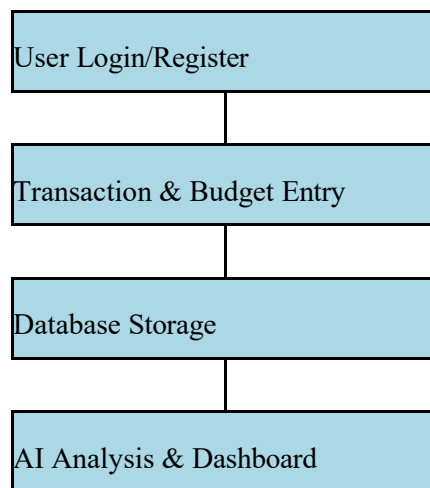 User Login/Register
Transaction & Budget Entry
Database Storage
AI Analysis & Dashboard